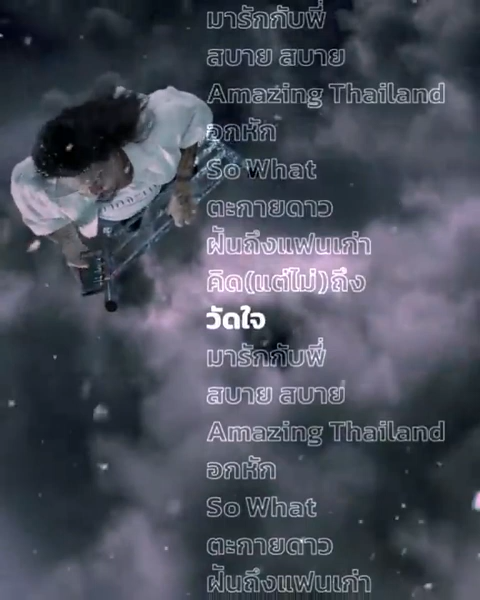 มารักกับพี่
สบาย สบาย
Amazing Thailand
อกหัก
So What
ตะกายดาว
ฝันถึงแฟนเก่า
คิด(แต่ไม่)ถึง
วัดใจ
มารักกับพี่
สบาย สบาย
Amazing Thailand
อกหัก
So What
ตะกายดาว
ฝันถึงแฟนเก่า